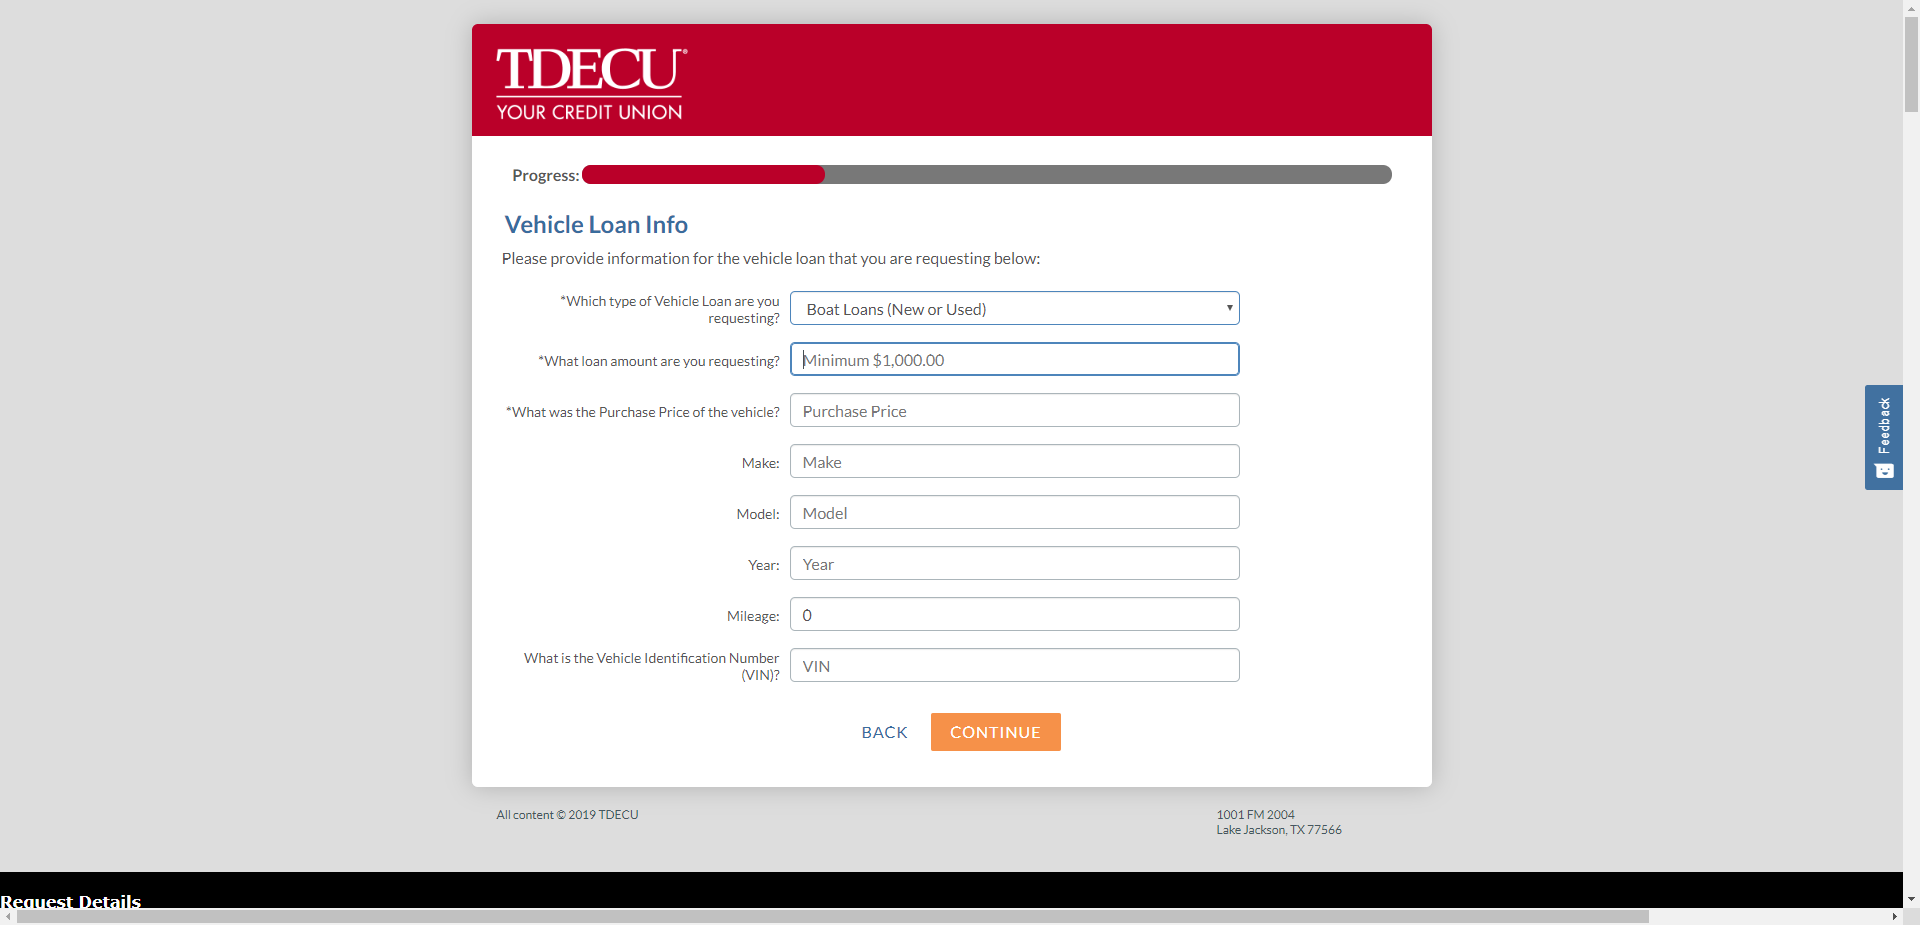 TDECU®
YOUR CREDIT UNION
Progress:
Vehicle Loan Info
Please provide information for the vehicle loan that you are requesting below:
*Which type of Vehicle Loan are you
requesting?
Boat Loans (New or Used)
*What loan amount are you requesting?
Minimum $1,000.00
*What was the Purchase Price of the vehicle?
Purchase Price
Make:
Make
Model:
Model
Year:
Year
Mileage:
0
What is the Vehicle Identification Number
(VIN)?
VIN
BACK
CONTINUE
Feedback
All content © 2019 TDECU
1001 FM 2004
Lake Jackson, TX 77566
Request Details